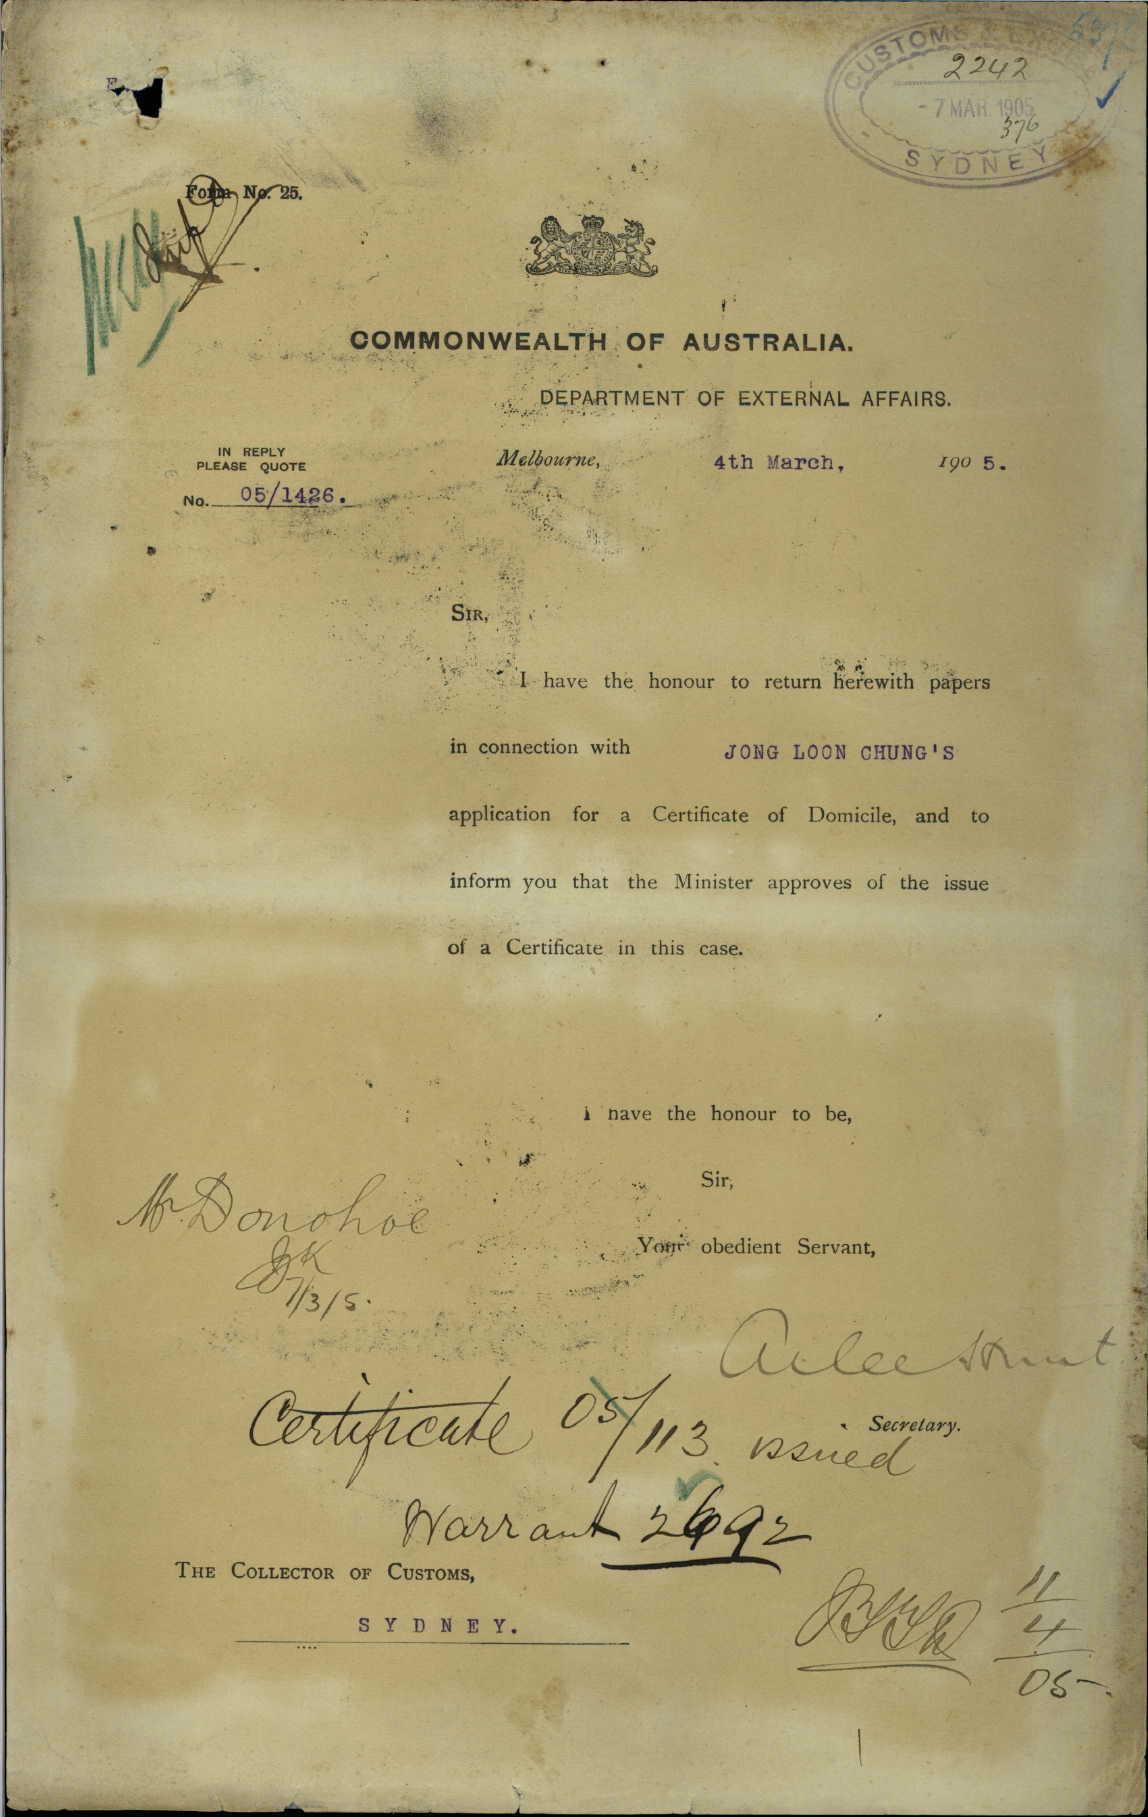 CUSTOMS &
2242
- 7 MAR. 1905
376
SYDNEY
Form No. 25.
COMMONWEALTH OF AUSTRALIA.
DEPARTMENT OF EXTERNAL AFFAIRS.
IN REPLY
PLEASE QUOTE
No. 05/1426.
Melbourne, 4th March, 1905.
SIR,
I have the honour to return herewith papers
in connection with JONG LOON CHUNG'S
application for a Certificate of Domicile, and to
inform you that the Minister approves of the issue
of a Certificate in this case.
I have the honour to be,
Sir,
Your obedient Servant,
Mr Donohoe
7/3/5.
Atlee Hunt
Secretary.
Certificate 05/113 issued
Warrant 2692
THE COLLECTOR OF CUSTOMS,
SYDNEY.
11
4
05.